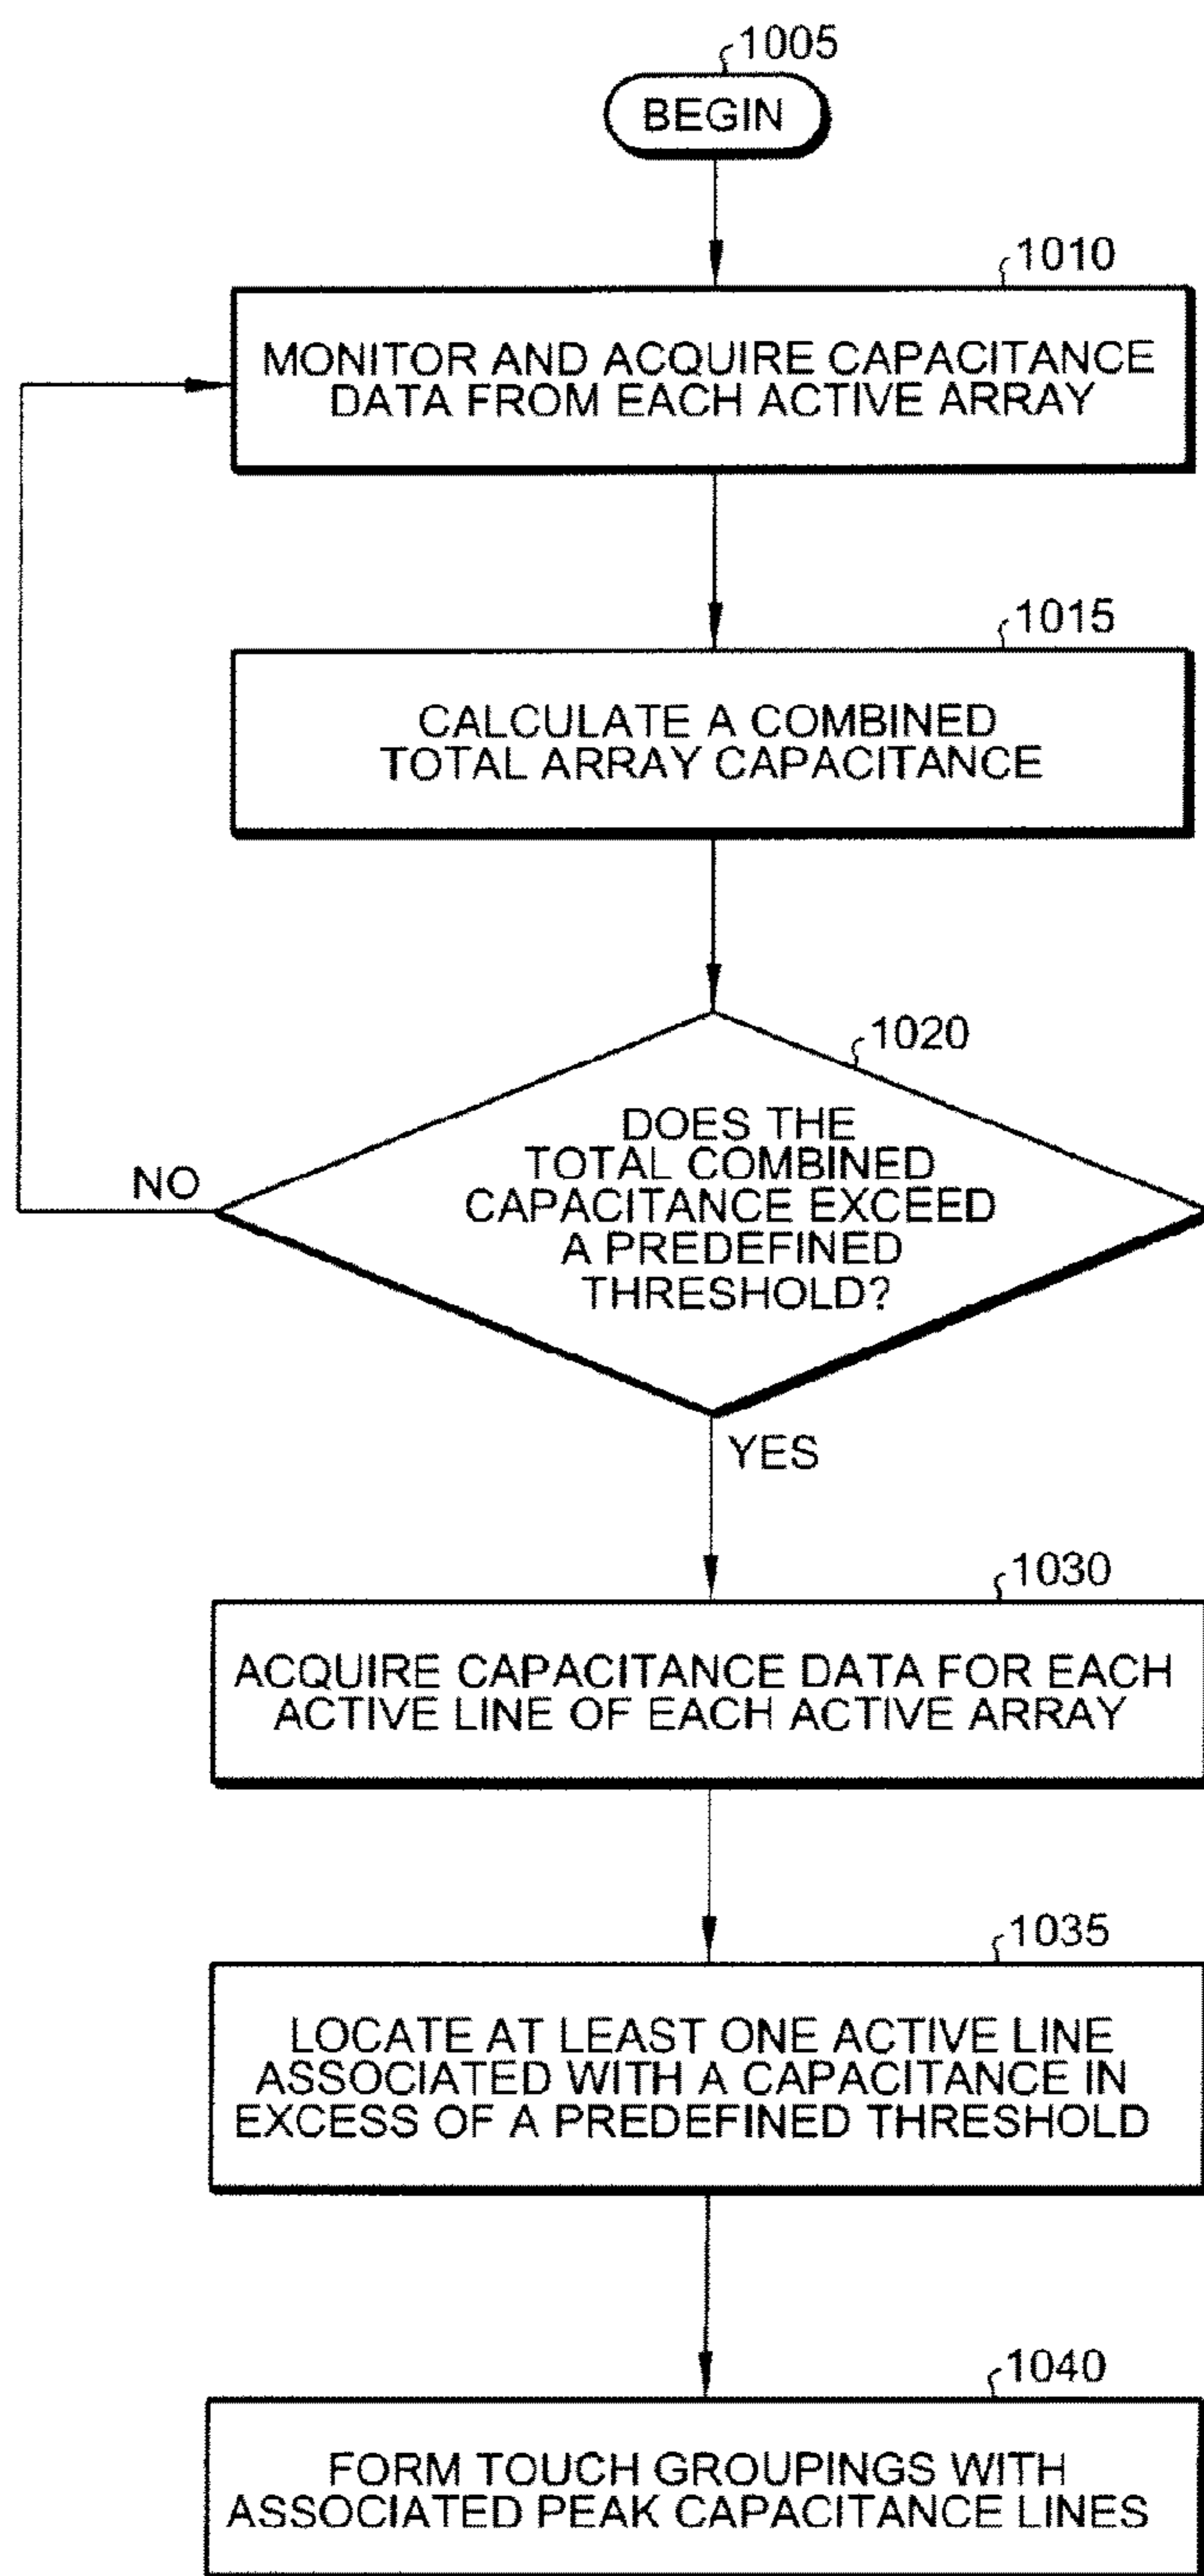 1005
BEGIN
1010
MONITOR AND ACQUIRE CAPACITANCE
DATA FROM EACH ACTIVE ARRAY
1015
CALCULATE A COMBINED
TOTAL ARRAY CAPACITANCE
1020
DOES THE
TOTAL COMBINED
CAPACITANCE EXCEED
A PREDEFINED
THRESHOLD?
NO
YES
1030
ACQUIRE CAPACITANCE DATA FOR EACH
ACTIVE LINE OF EACH ACTIVE ARRAY
1035
LOCATE AT LEAST ONE ACTIVE LINE
ASSOCIATED WITH A CAPACITANCE IN
EXCESS OF A PREDEFINED THRESHOLD
1040
FORM TOUCH GROUPINGS WITH
ASSOCIATED PEAK CAPACITANCE LINES